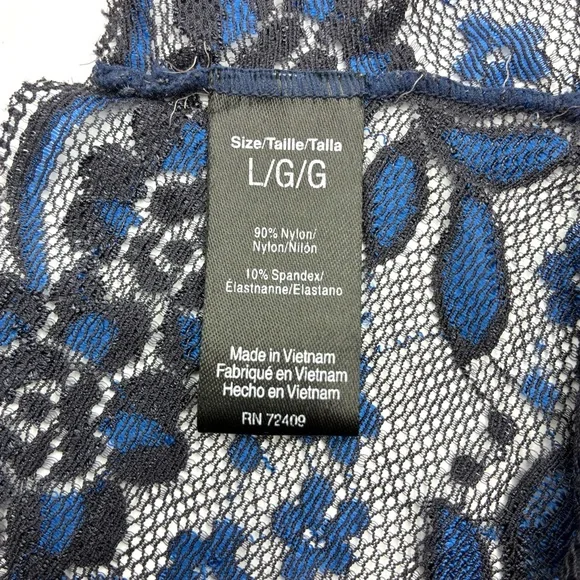 Size/Taille/Talla
L/G/G
90% Nylon/
Nylon/Nilón
10% Spandex/
Élasthanne/Elastano
Made in Vietnam
Fabriqué en Vietnam
Hecho en Vietnam
RN 72409